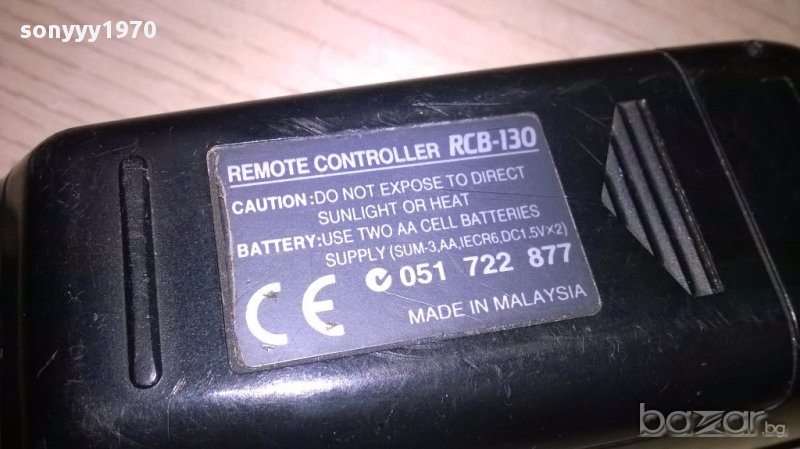 sonyyy1970
REMOTE CONTROLLER RCB-130
CAUTION:DO NOT EXPOSE TO DIRECT
SUNLIGHT OR HEAT
BATTERY:USE TWO AA CELL BATTERIES
SUPPLY (SUM-3,AA,IECR6,DC1.5V×2)
051 722 877
CE
MADE IN MALAYSIA
bazar.bg